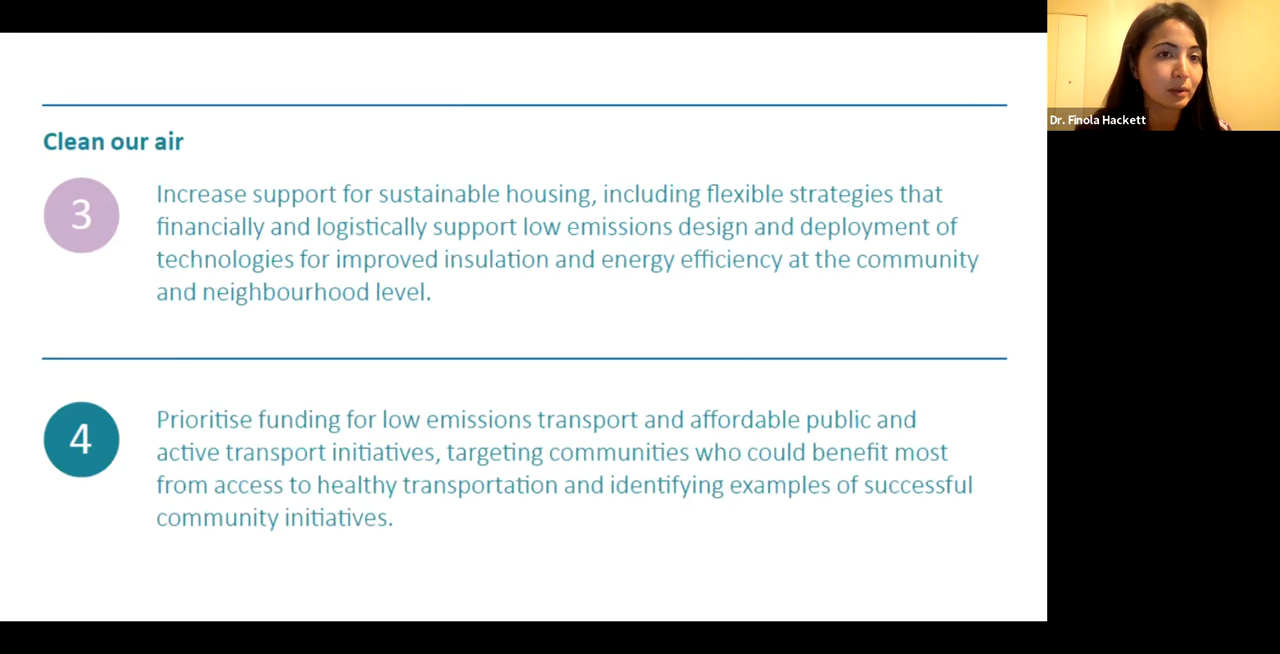 Clean our air
3
Increase support for sustainable housing, including flexible strategies that
financially and logistically support low emissions design and deployment of
technologies for improved insulation and energy efficiency at the community
and neighbourhood level.
4
Prioritise funding for low emissions transport and affordable public and
active transport initiatives, targeting communities who could benefit most
from access to healthy transportation and identifying examples of successful
community initiatives.
Dr. Finola Hackett